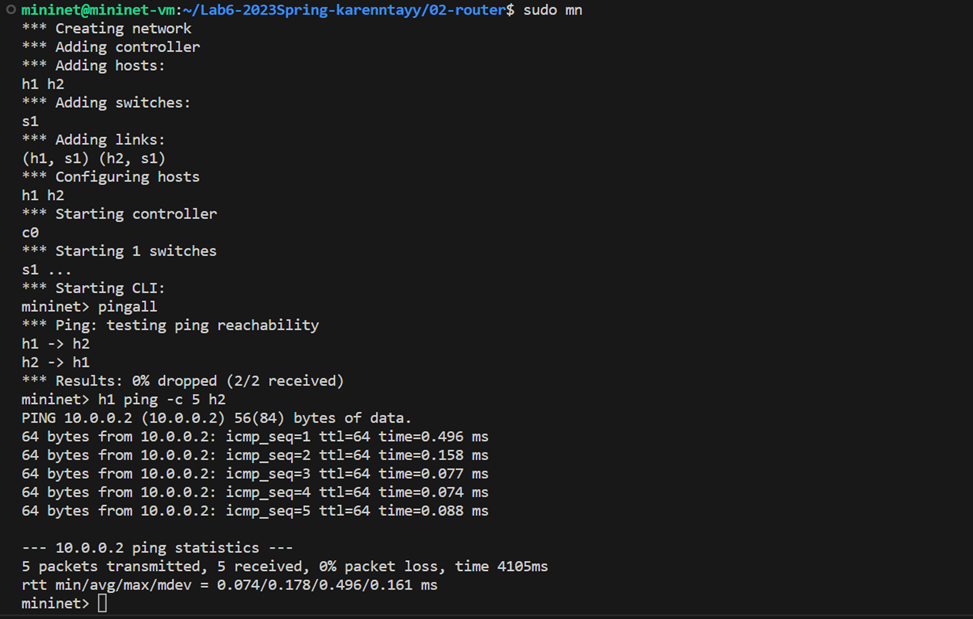 mininet@mininet-vm:~/Lab6-2023Spring-karenntayy/02-router$ sudo mn
*** Creating network
*** Adding controller
*** Adding hosts:
h1 h2
*** Adding switches:
s1
*** Adding links:
(h1, s1) (h2, s1)
*** Configuring hosts
h1 h2
*** Starting controller
c0
*** Starting 1 switches
s1 ...
*** Starting CLI:
mininet> pingall
*** Ping: testing ping reachability
h1 -> h2
h2 -> h1
*** Results: 0% dropped (2/2 received)
mininet> h1 ping -c 5 h2
PING 10.0.0.2 (10.0.0.2) 56(84) bytes of data.
64 bytes from 10.0.0.2: icmp_seq=1 ttl=64 time=0.496 ms
64 bytes from 10.0.0.2: icmp_seq=2 ttl=64 time=0.158 ms
64 bytes from 10.0.0.2: icmp_seq=3 ttl=64 time=0.077 ms
64 bytes from 10.0.0.2: icmp_seq=4 ttl=64 time=0.074 ms
64 bytes from 10.0.0.2: icmp_seq=5 ttl=64 time=0.088 ms
--- 10.0.0.2 ping statistics ---
5 packets transmitted, 5 received, 0% packet loss, time 4105ms
rtt min/avg/max/mdev = 0.074/0.178/0.496/0.161 ms
mininet>